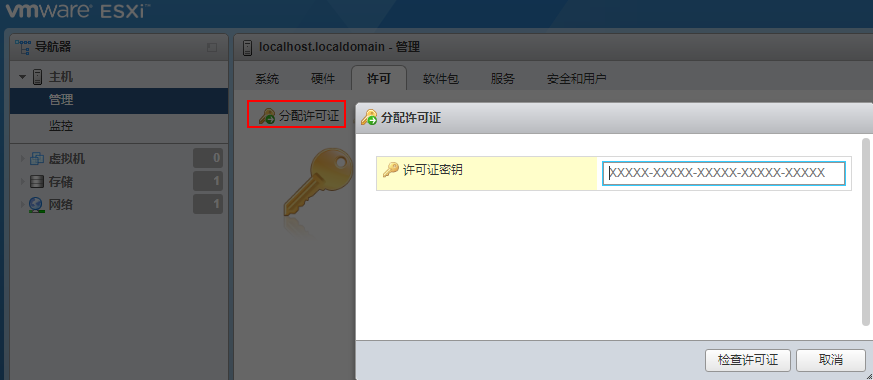 vmware ESXi™
导航器
localhost.localdomain - 管理
主机
系统 硬件 许可 软件包 服务 安全和用户
管理
分配许可证
分配许可证
监控
虚拟机 0
许可证密钥 XXXXX-XXXXX-XXXXX-XXXXX-XXXXX
存储 1
网络 1
检查许可证 取消